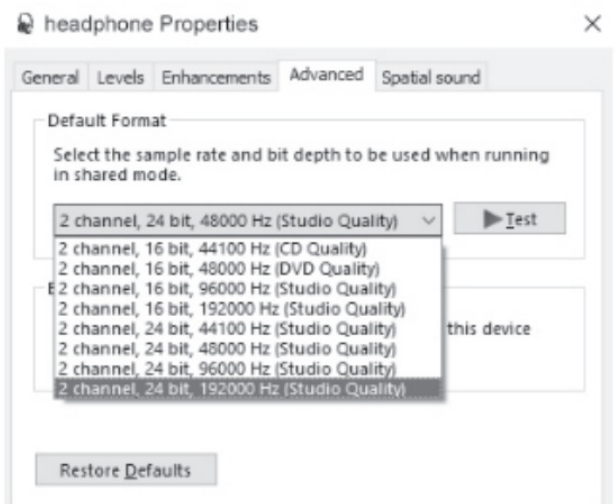 headphone Properties
General Levels Enhancements Advanced Spatial sound
Default Format
Select the sample rate and bit depth to be used when running
in shared mode.
2 channel, 24 bit, 48000 Hz (Studio Quality)
Test
2 channel, 16 bit, 44100 Hz (CD Quality)
2 channel, 16 bit, 48000 Hz (DVD Quality)
2 channel, 16 bit, 96000 Hz (Studio Quality)
2 channel, 16 bit, 192000 Hz (Studio Quality)
2 channel, 24 bit, 44100 Hz (Studio Quality)
this device
2 channel, 24 bit, 48000 Hz (Studio Quality)
2 channel, 24 bit, 96000 Hz (Studio Quality)
2 channel, 24 bit, 192000 Hz (Studio Quality)
Restore Defaults